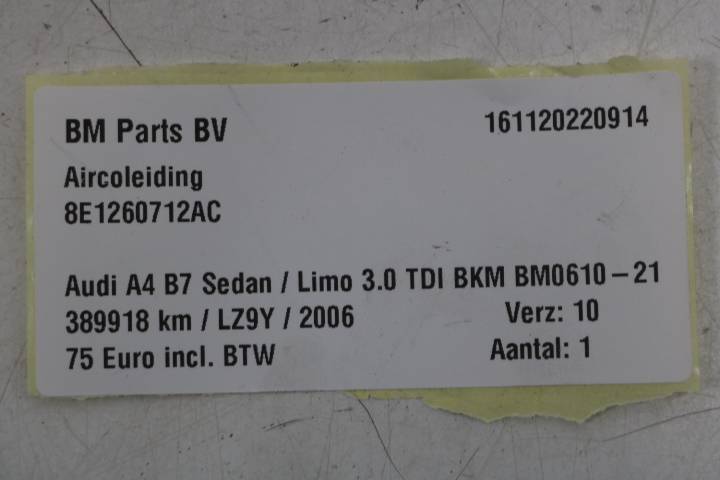 BM Parts BV 161120220914
Aircoleiding
8E1260712AC
Audi A4 B7 Sedan / Limo 3.0 TDI BKM BM0610-21
389918 km / LZ9Y / 2006 Verz: 10
75 Euro incl. BTW Aantal: 1